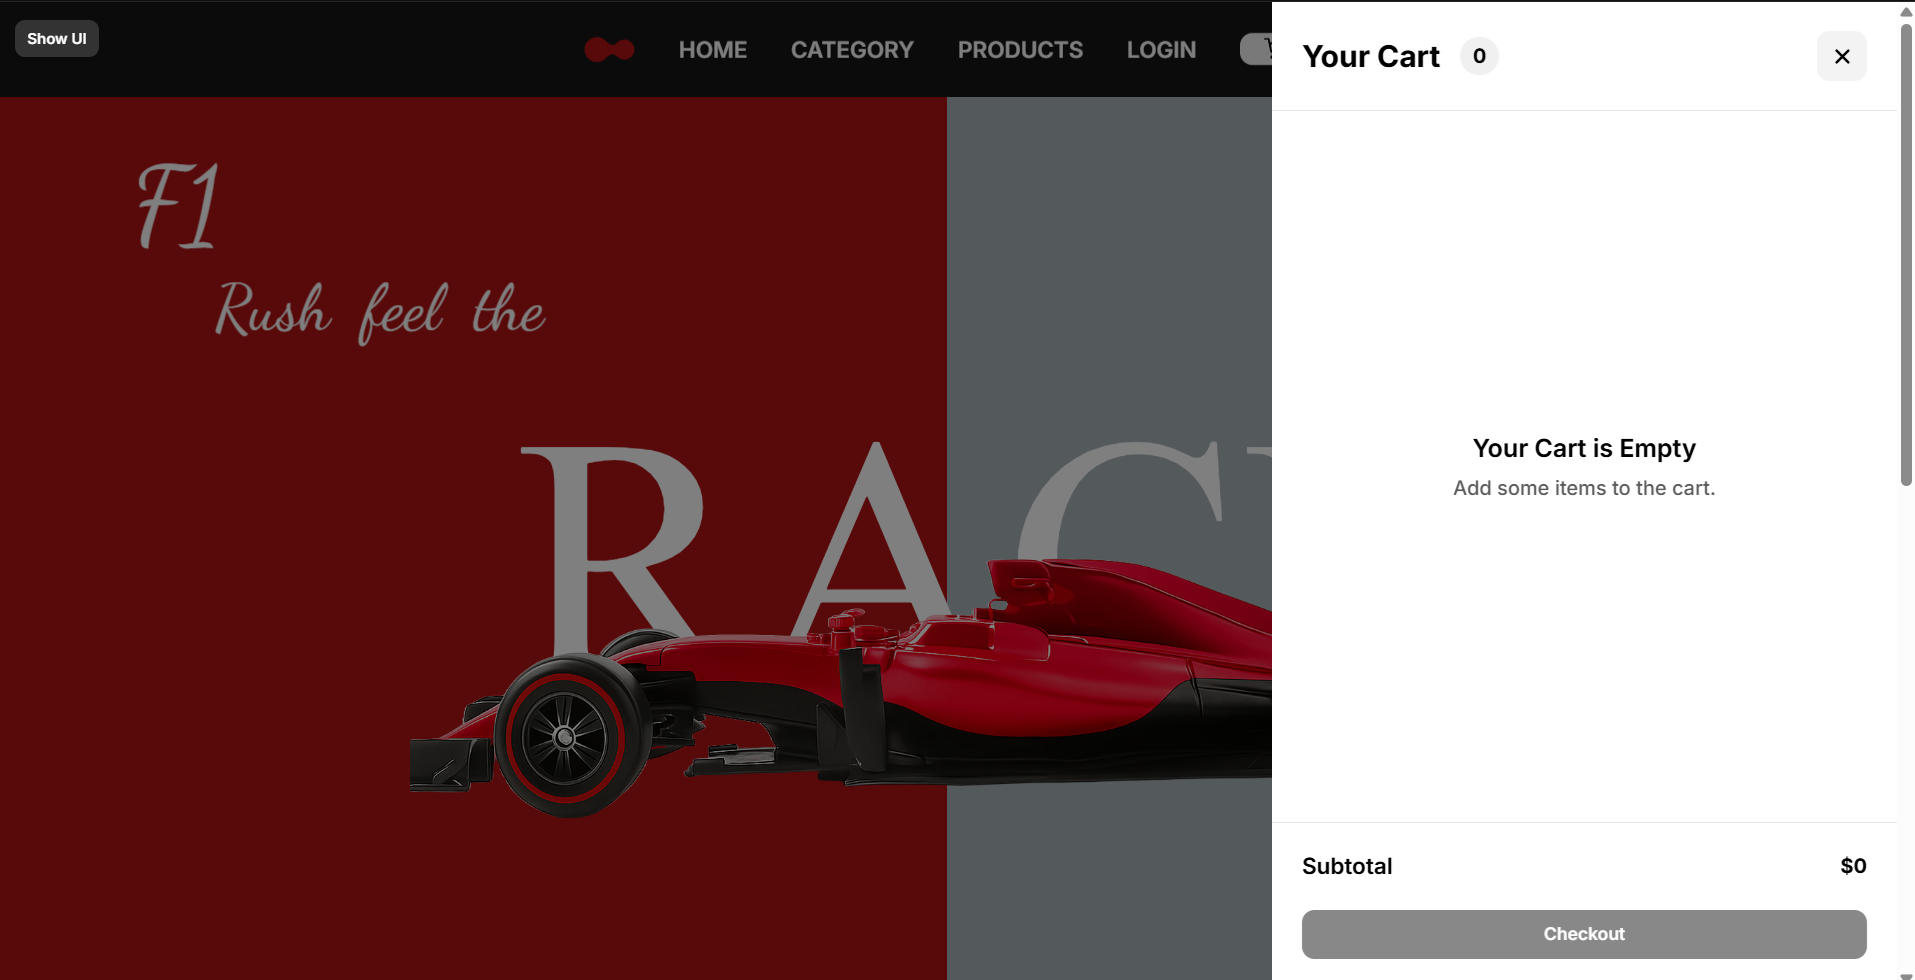 Show UI
HOME CATEGORY PRODUCTS LOGIN
Your Cart 0
F1
Rush feel the
RAC
Your Cart is Empty
Add some items to the cart.
Subtotal $0
Checkout